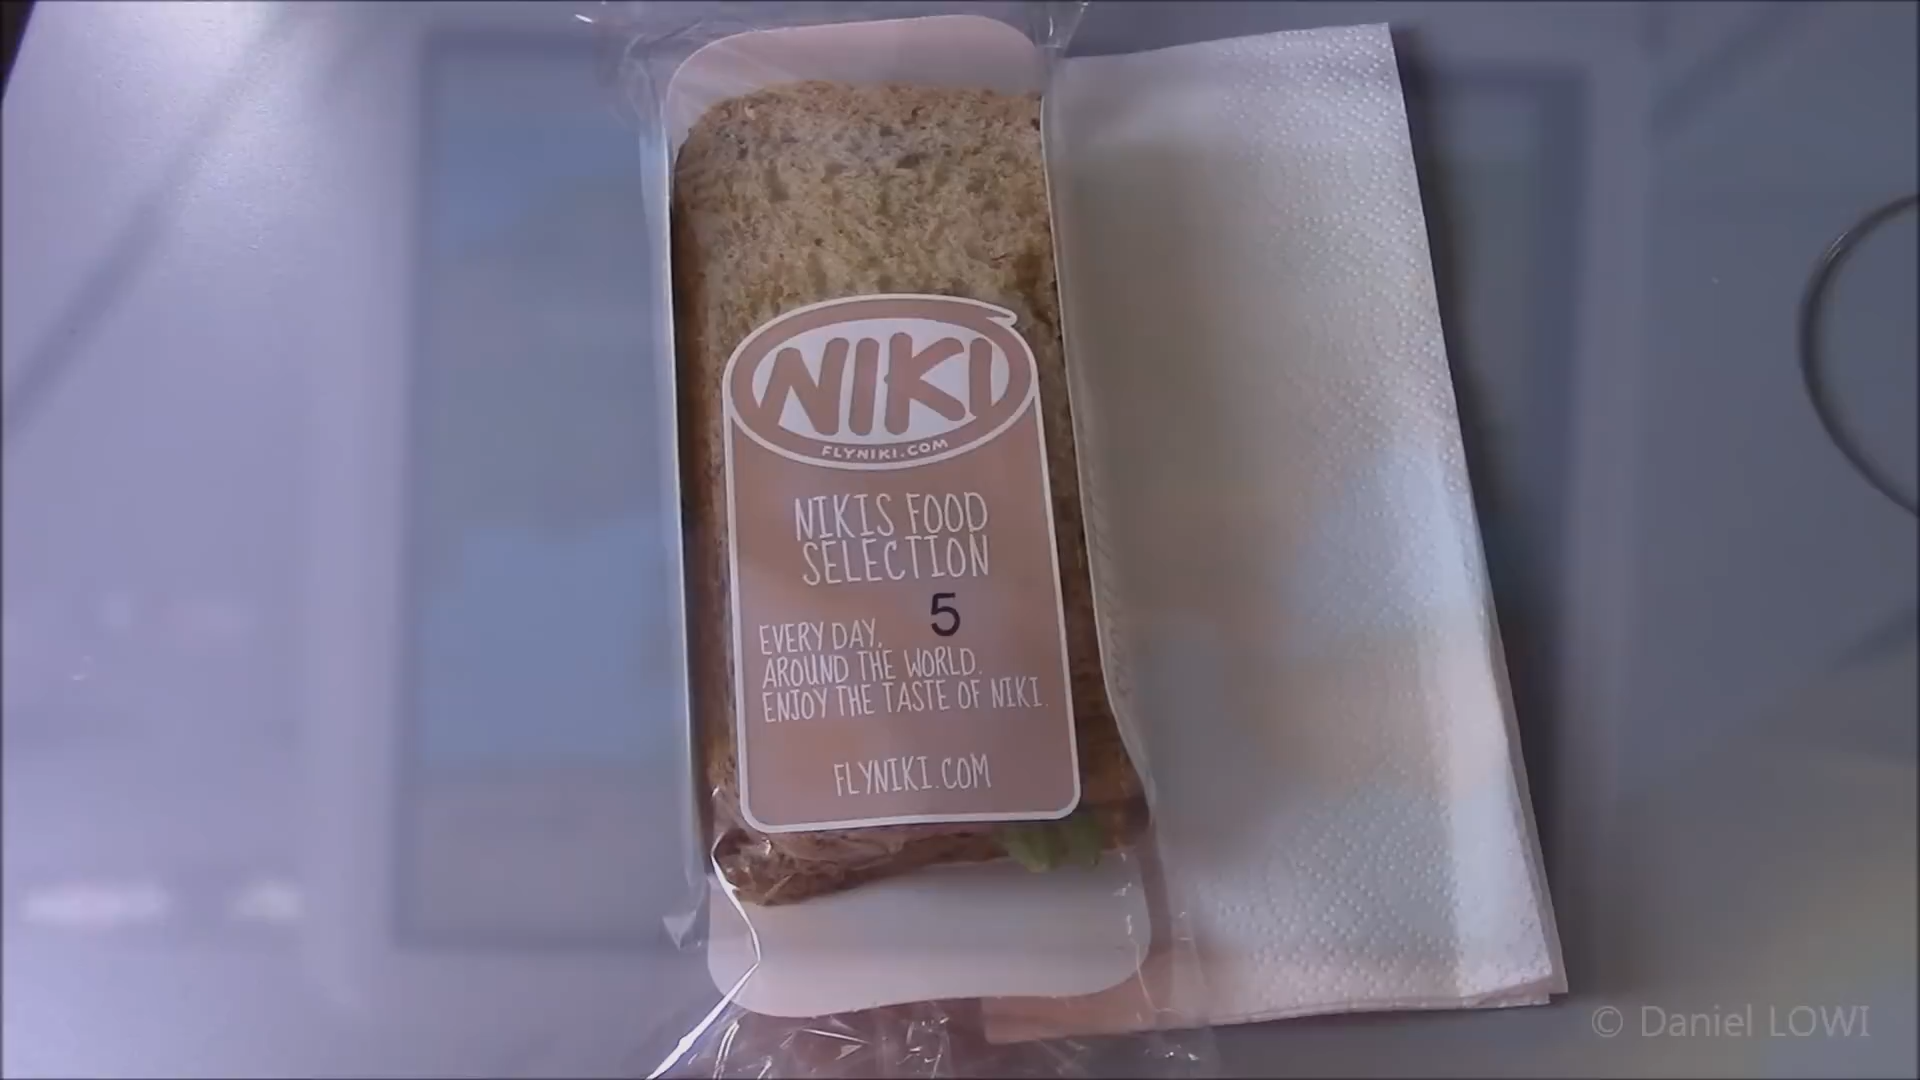 NIKI
FLYNIKI.COM
NIKIS FOOD
SELECTION
5
EVERY DAY,
AROUND THE WORLD.
ENJOY THE TASTE OF NIKI.
FLYNIKI.COM
© Daniel LOWI